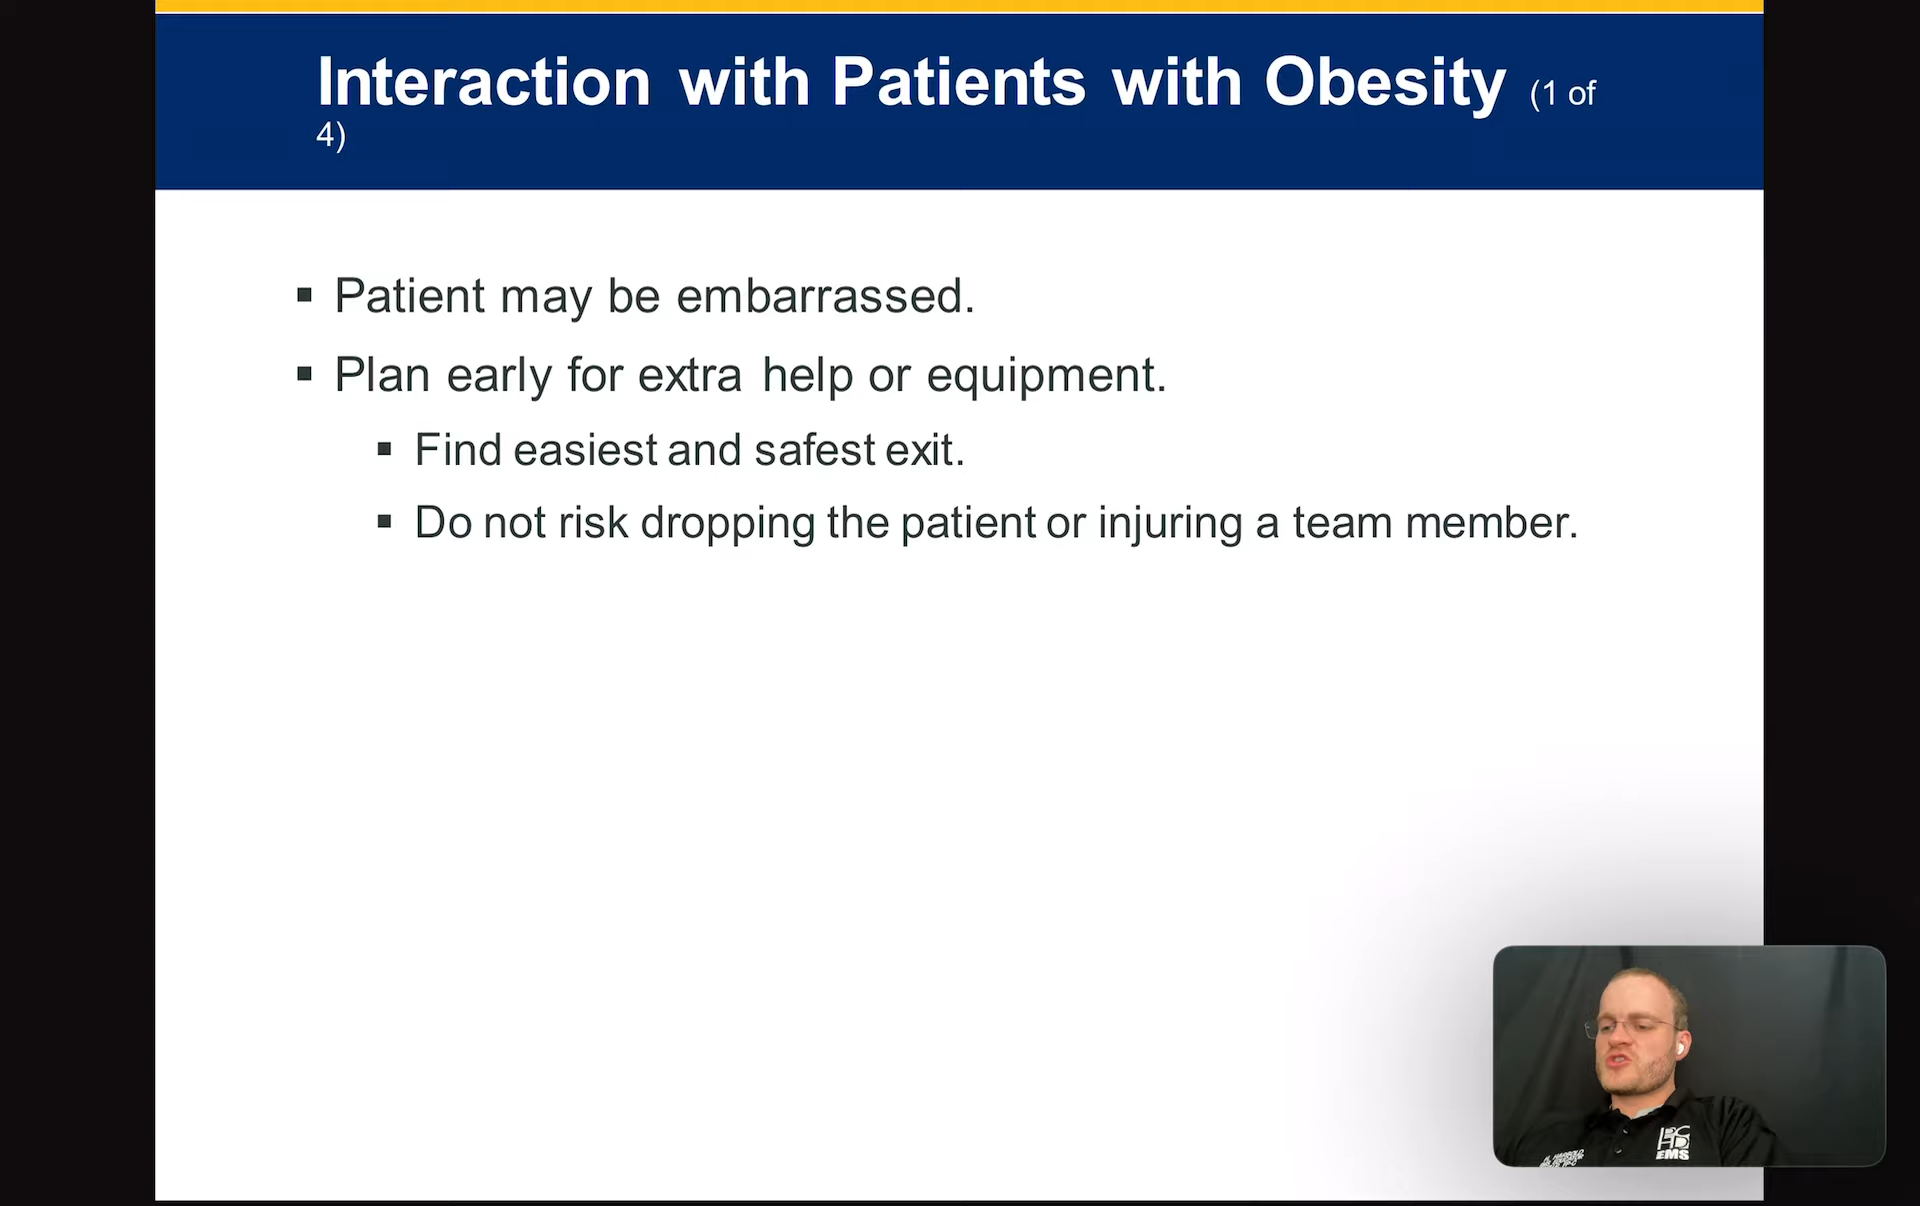 Interaction with Patients with Obesity (1 of
4)
▪ Patient may be embarrassed.
▪ Plan early for extra help or equipment.
▪ Find easiest and safest exit.
▪ Do not risk dropping the patient or injuring a team member.
EMS